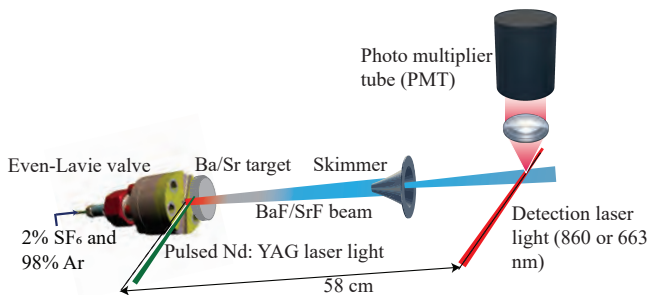 Photo multiplier
tube (PMT)
Even-Lavie valve
Ba/Sr target
Skimmer
BaF/SrF beam
2% SF₆ and
98% Ar
Pulsed Nd: YAG laser light
Detection laser
light (860 or 663
nm)
58 cm